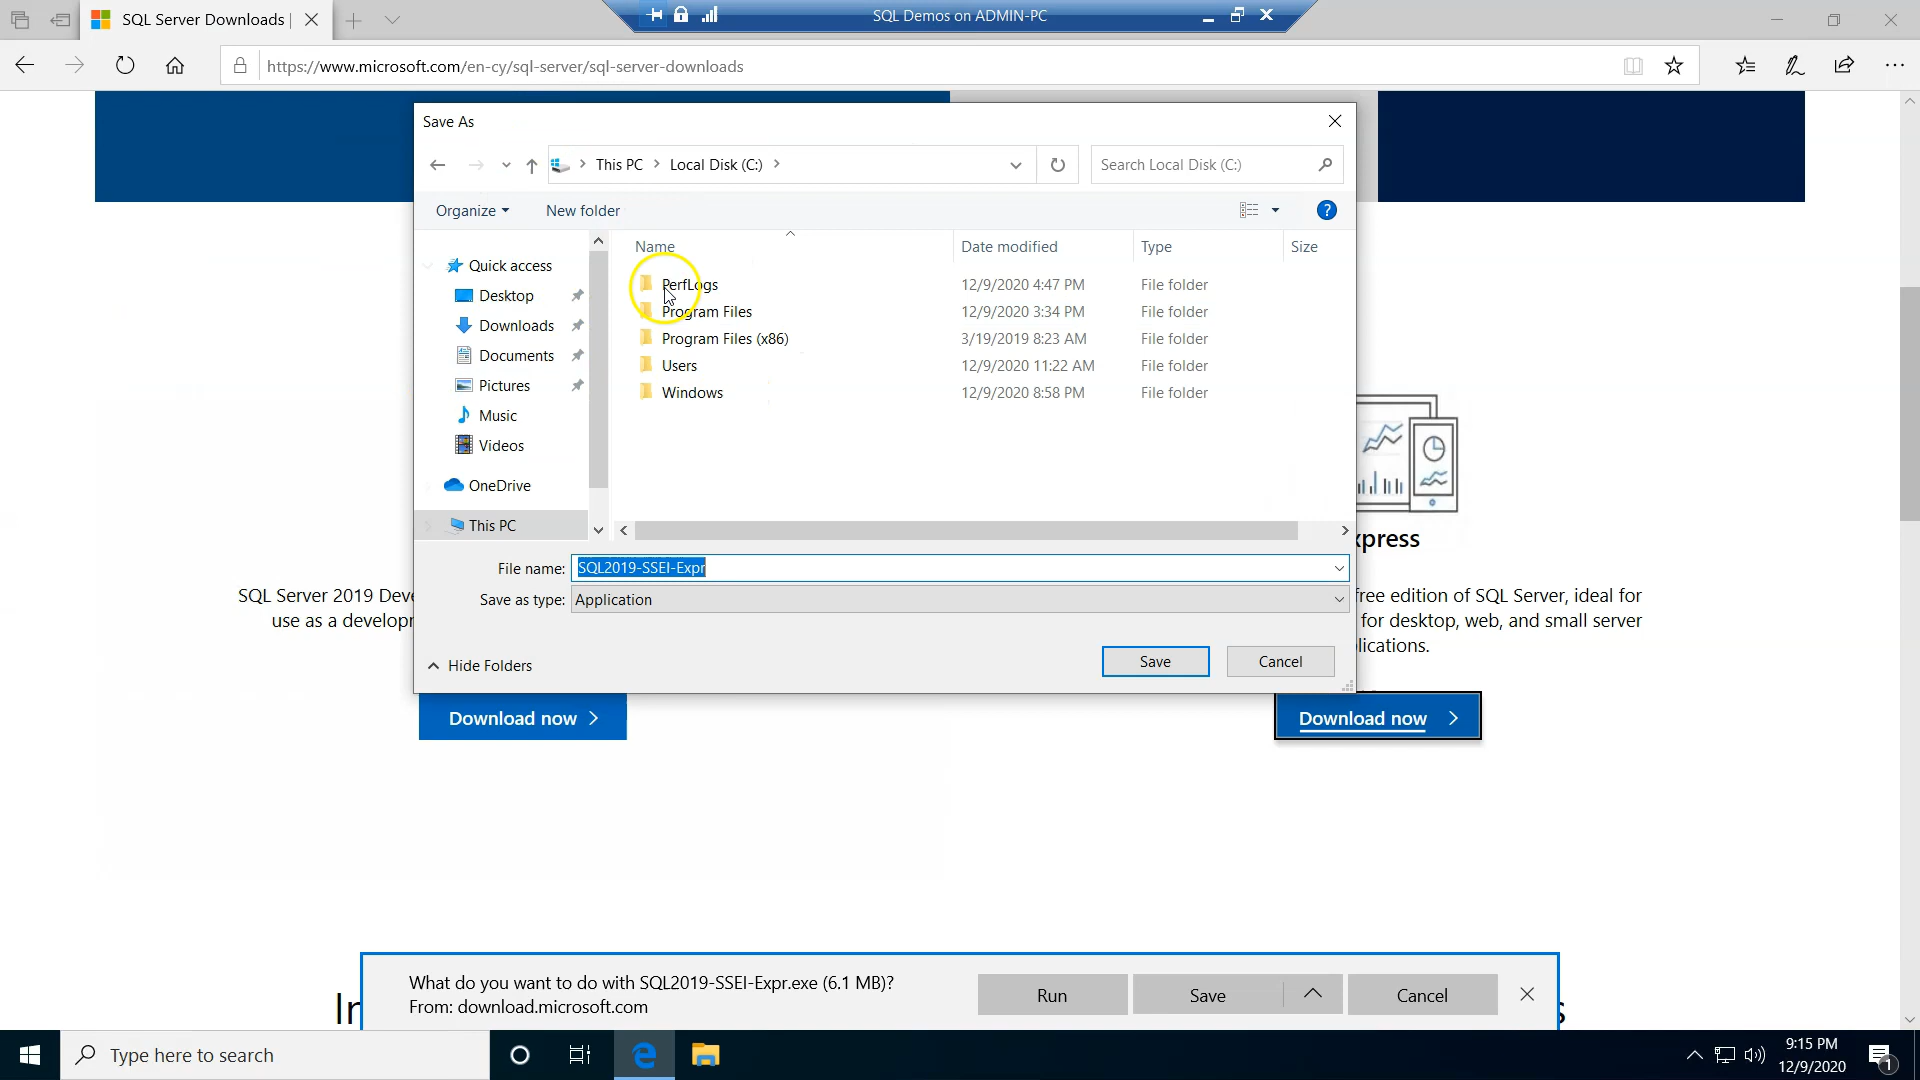 SQL Server Downloads |
SQL Demos on ADMIN-PC
https://www.microsoft.com/en-cy/sql-server/sql-server-downloads
Save As
This PC
Local Disk (C:)
Search Local Disk (C:)
Organize
New folder
?
Name
Date modified
Type
Size
Quick access
Desktop
Downloads
Documents
Pictures
Music
Videos
OneDrive
This PC
PerfLogs 12/9/2020 4:47 PM File folder
Program Files 12/9/2020 3:34 PM File folder
Program Files (x86) 3/19/2019 8:23 AM File folder
Users 12/9/2020 11:22 AM File folder
Windows 12/9/2020 8:58 PM File folder
File name: SQL2019-SSEI-Expr
Save as type: Application
Hide Folders
Save
Cancel
SQL Server 2019 Deve
use as a developm
Download now
xpress
free edition of SQL Server, ideal for
for desktop, web, and small server
lications.
Download now
In
What do you want to do with SQL2019-SSEI-Expr.exe (6.1 MB)?
From: download.microsoft.com
Run
Save
Cancel
s
Type here to search
9:15 PM
12/9/2020
1